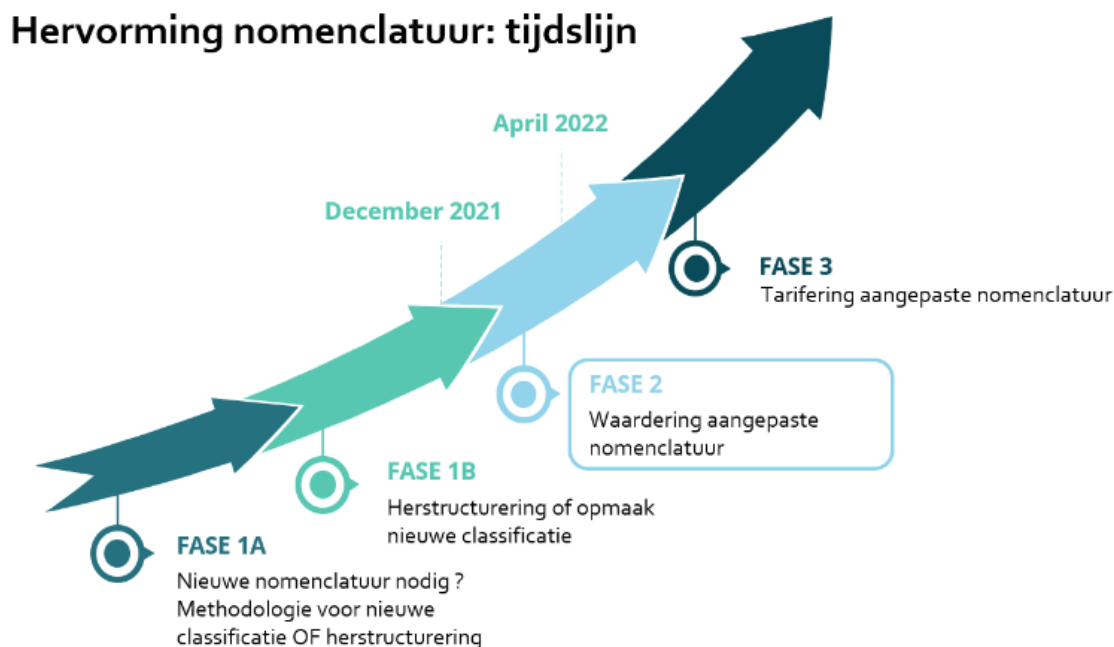 Hervorming nomenclatuur: tijdslijn
April 2022
December 2021
FASE 3
Tarifering aangepaste nomenclatuur
FASE 2
Waardering aangepaste
nomenclatuur
FASE 1B
Herstructurering of opmaak
nieuwe classificatie
FASE 1A
Nieuwe nomenclatuur nodig ?
Methodologie voor nieuwe
classificatie OF herstructurering